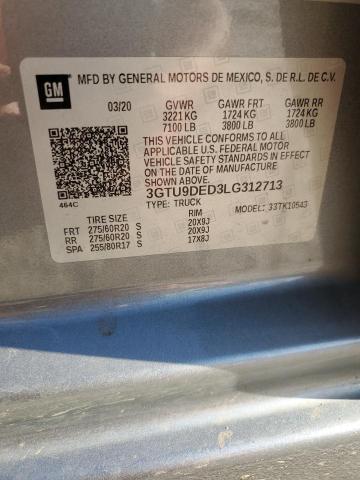 GM
MFD BY GENERAL MOTORS DE MEXICO, S. DE R.L. DE C.V.
03/20 GVWR GAWR FRT GAWR RR
3221 KG 1724 KG 1724 KG
7100 LB 3800 LB 3800 LB
THIS VEHICLE CONFORMS TO ALL
APPLICABLE U.S. FEDERAL MOTOR
VEHICLE SAFETY STANDARDS IN EFFECT
ON DATE OF MANUFACTURE SHOWN ABOVE.
3GTU9DED3LG312713
464C TYPE: TRUCK MODEL: 33TK10543
TIRE SIZE RIM
FRT 275/60R20 S 20X9J
RR 275/60R20 S 20X9J
SPA 255/80R17 S 17X8J